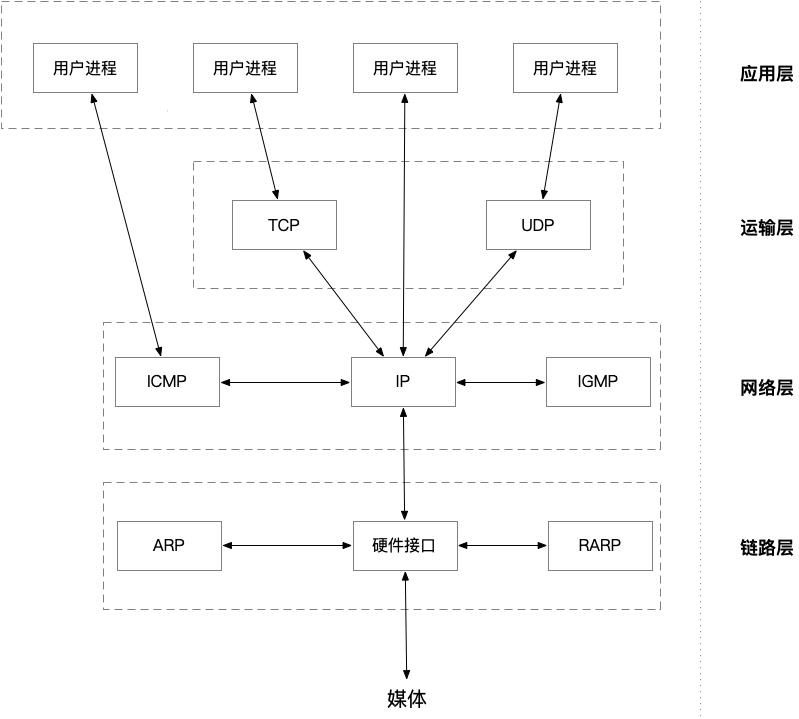 用户进程
用户进程
用户进程
用户进程
应用层
TCP
UDP
运输层
ICMP
IP
IGMP
网络层
ARP
硬件接口
RARP
链路层
媒体